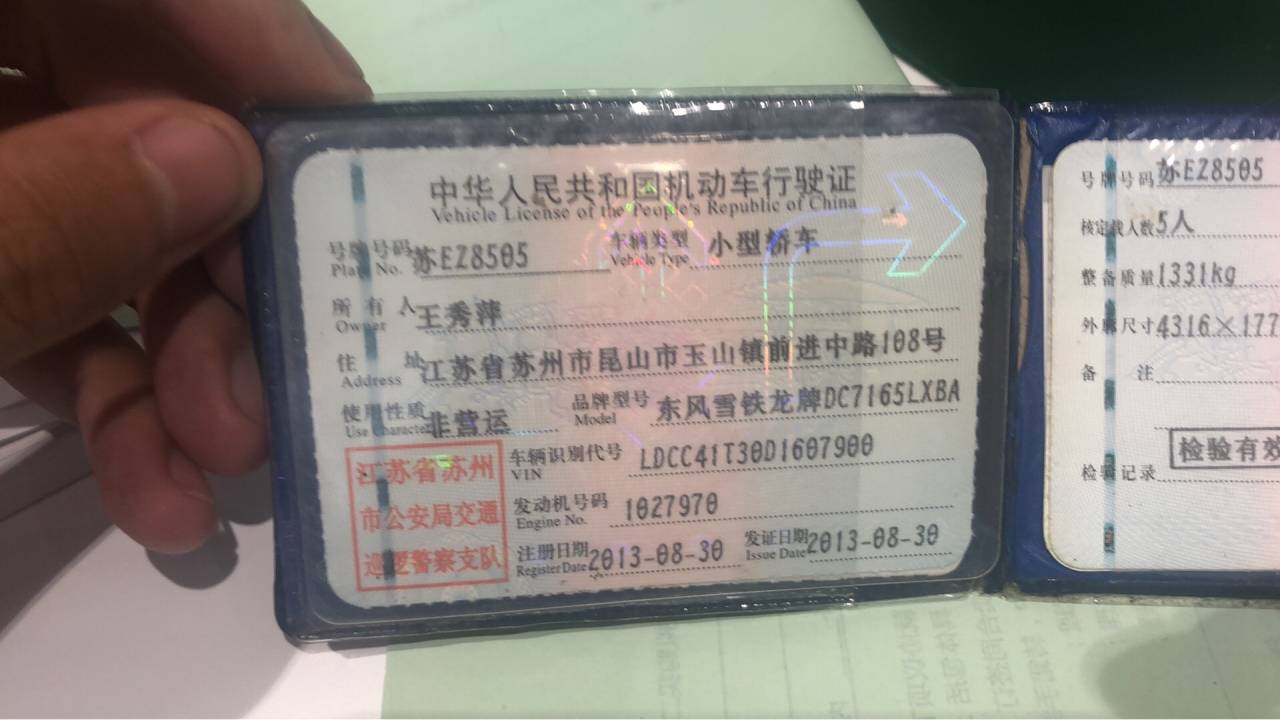 中华人民共和国机动车行驶证
Vehicle License of the People's Republic of China
号牌号码 苏EZ8505 车辆类型 小型轿车
Plate No. Vehicle Type
所有人 王秀萍
Owner
住址 江苏省苏州市昆山市玉山镇前进中路108号
Address
使用性质 非营运 品牌型号 东风雪铁龙牌DC7165LXBA
Use Character Model
江苏省苏州
市公安局交通
巡逻警察支队
车辆识别代号 LDCC41T30D1607900
VIN
发动机号码 1027970
Engine No.
注册日期 2013-08-30 发证日期 2013-08-30
Register Date Issue Date
号牌号码 苏EZ8505
核定载人数 5人
整备质量 1331kg
外廓尺寸 4316×177
备注
检验有效
检验记录